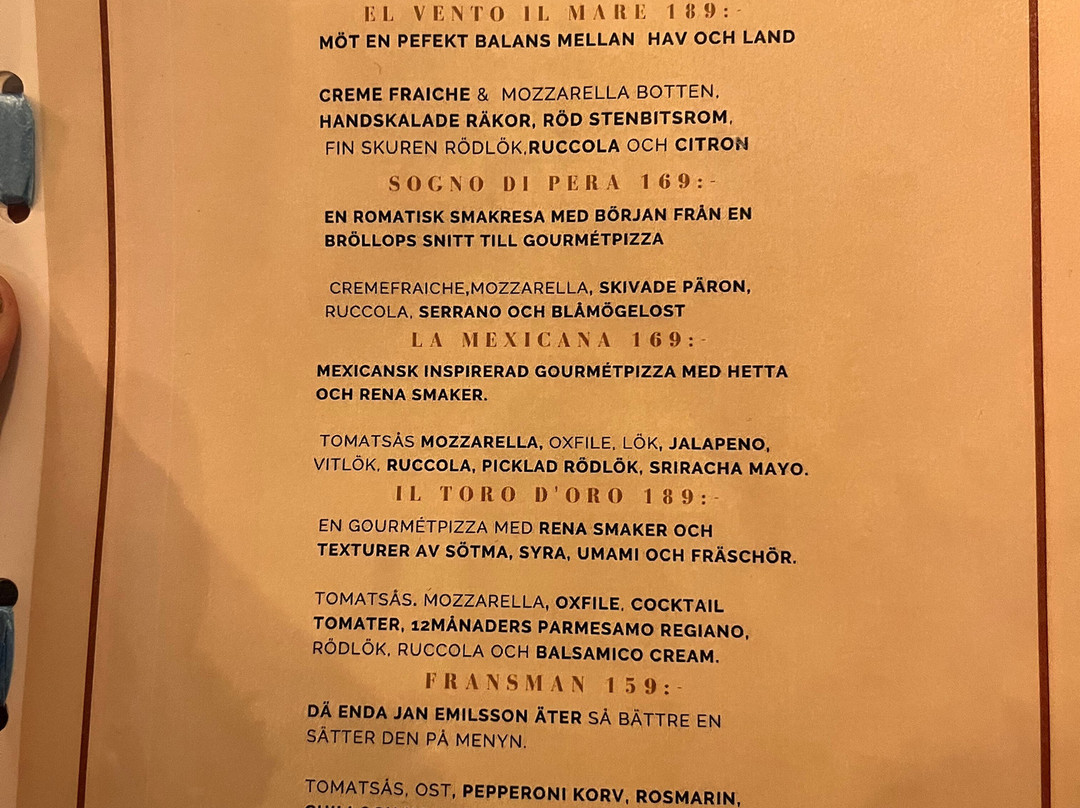 EL VENTO IL MARE 189:-
MÖT EN PEFEKT BALANS MELLAN HAV OCH LAND
CREME FRAICHE & MOZZARELLA BOTTEN,
HANDSKALADE RÄKOR, RÖD STENBITSROM,
FIN SKUREN RÖDLÖK,RUCCOLA OCH CITRON
SOGNO DI PERA 169:-
EN ROMATISK SMAKRESA MED BÖRJAN FRÅN EN
BRÖLLOPS SNITT TILL GOURMÉTPIZZA
CREMEFRAICHE,MOZZARELLA, SKIVADE PÄRON,
RUCCOLA, SERRANO OCH BLÅMÖGELOST
LA MEXICANA 169:-
MEXICANSK INSPIRERAD GOURMÉTPIZZA MED HETTA
OCH RENA SMAKER.
TOMATSÅS MOZZARELLA, OXFILE, LÖK, JALAPENO,
VITLÖK, RUCCOLA, PICKLAD RÖDLÖK, SRIRACHA MAYO.
IL TORO D'ORO 189:-
EN GOURMÉTPIZZA MED RENA SMAKER OCH
TEXTURER AV SÖTMA, SYRA, UMAMI OCH FRÄSCHÖR.
TOMATSÅS. MOZZARELLA, OXFILE, COCKTAIL
TOMATER, 12MÅNADERS PARMESAMO REGIANO,
RÖDLÖK, RUCCOLA OCH BALSAMICO CREAM.
FRANSMAN 159:-
DÄ ENDA JAN EMILSSON ÄTER SÅ BÄTTRE EN
SÄTTER DEN PÅ MENYN.
TOMATSÅS, OST, PEPPERONI KORV, ROSMARIN,